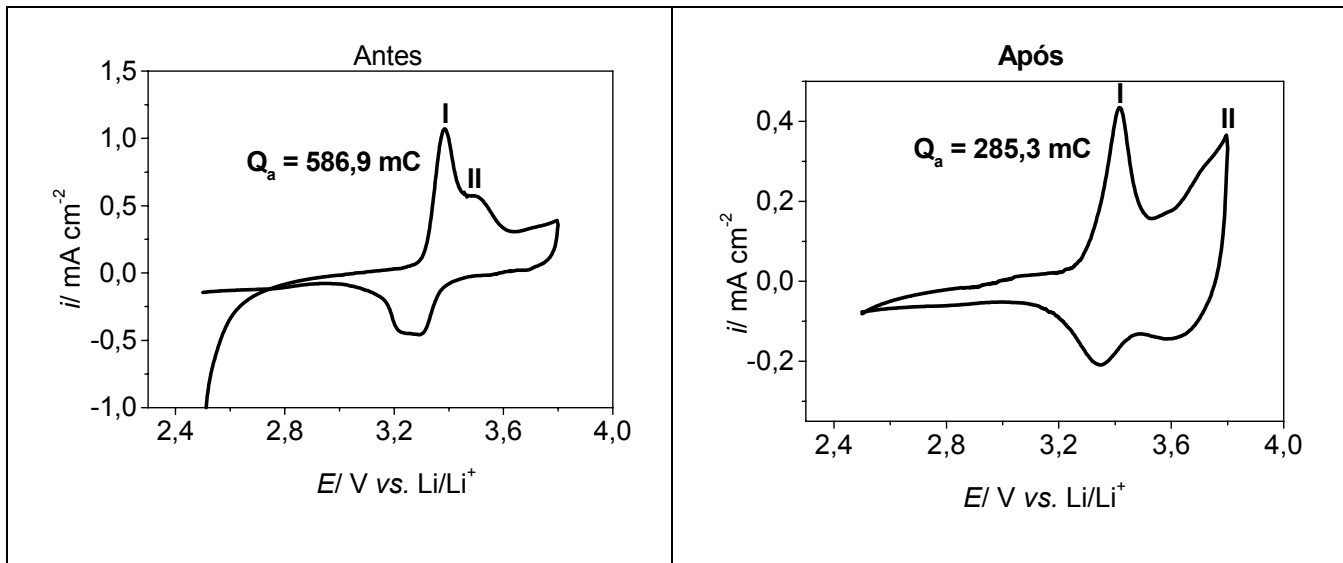 Antes
1,5
1,0
0,5
0,0
-0,5
-1,0
i/ mA cm⁻²
I
II
Qₐ = 586,9 mC
2,4 2,8 3,2 3,6 4,0
E/ V vs. Li/Li⁺
Após
0,4
0,2
0,0
-0,2
i/ mA cm⁻²
I
II
Qₐ = 285,3 mC
2,4 2,8 3,2 3,6 4,0
E/ V vs. Li/Li⁺